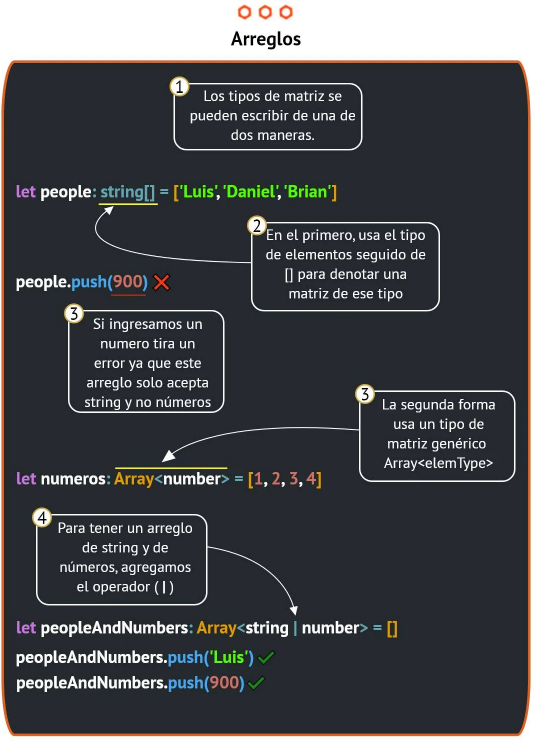 Arreglos
1
Los tipos de matriz se
pueden escribir de una de
dos maneras.
let people: string[] = ['Luis', 'Daniel', 'Brian']
2
En el primero, usa el tipo
de elementos seguido de
[] para denotar una
matriz de ese tipo
people.push(900)
3
Si ingresamos un
numero tira un
error ya que este
arreglo solo acepta
string y no números
3
La segunda forma
usa un tipo de
matriz genérico
Array<elemType>
let numeros: Array<number> = [1, 2, 3, 4]
4
Para tener un arreglo
de string y de
números, agregamos
el operador ( | )
let peopleAndNumbers: Array<string | number> = []
peopleAndNumbers.push('Luis')
peopleAndNumbers.push(900)